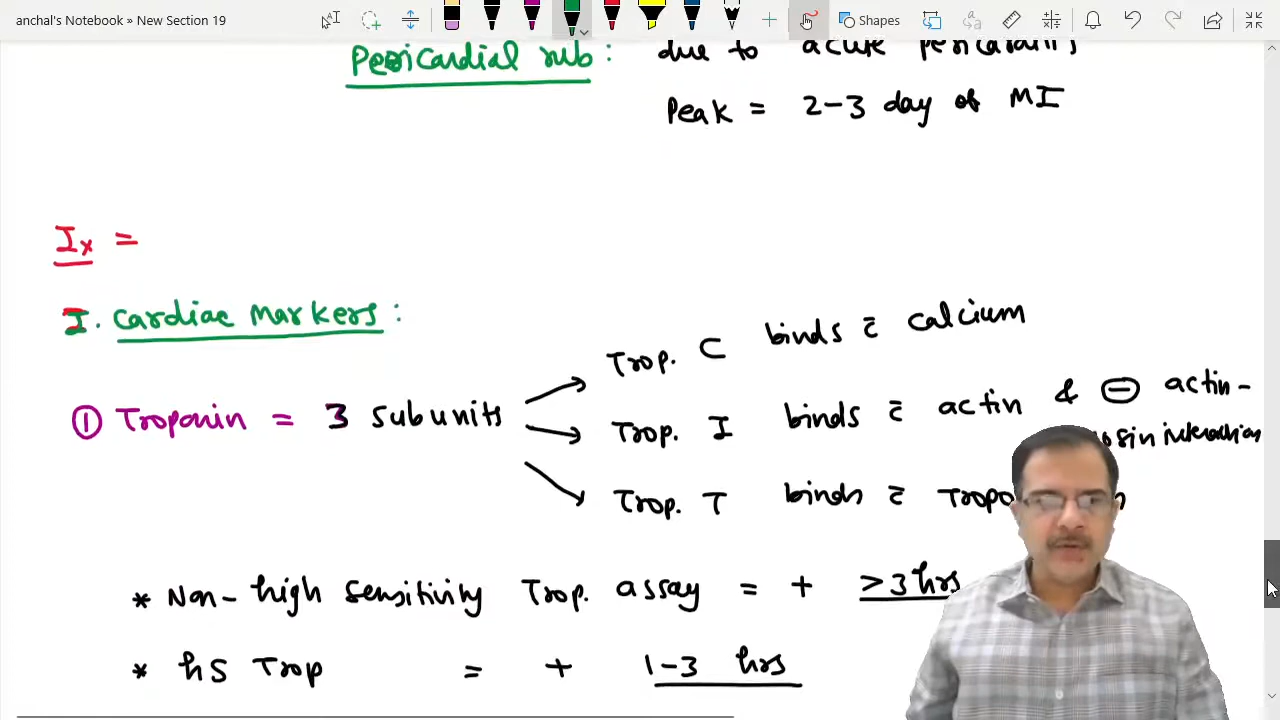 anchal's Notebook » New Section 19
Shapes
Pericardial rub : due to acute pericarditis
Peak = 2-3 day of MI
Ix =
I. Cardiac Markers :
① Troponin = 3 subunits
Trop. C binds c̄ calcium
Trop. I binds c̄ actin & ⊖ actin-
interaction
Trop. T binds c̄
* Non-high sensitivity Trop. assay = + >3 hrs
* hS Trop = + 1-3 hrs